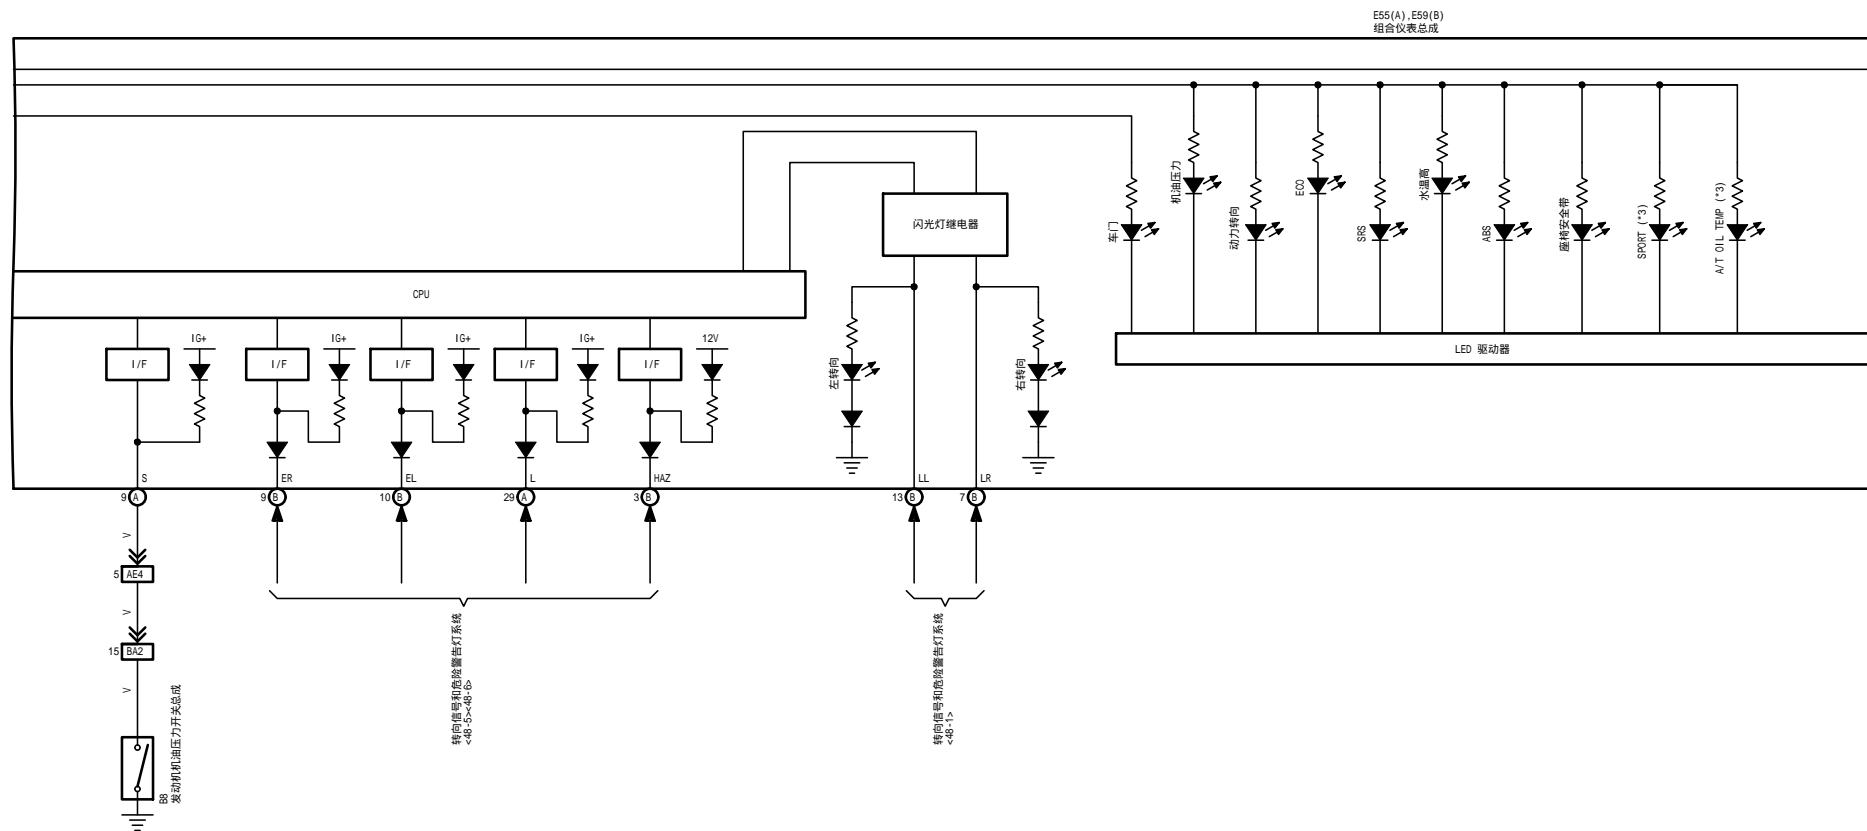 E55(A),E59(B)
组合仪表总成
机油压力
ECO
水温高
车门
动力转向
SRS
ABS
座椅安全带
SPORT (*3)
A/T OIL TEMP (*3)
闪光灯继电器
CPU
LED 驱动器
IG+
IG+
IG+
IG+
12V
I/F
I/F
I/F
I/F
I/F
左转向
右转向
S
ER
EL
L
HAZ
LL
LR
9 A
9 B
10 B
29 A
3 B
13 B
7 B
V
5 AE4
V
15 BA2
V
转向信号和危险警告灯系统
<48-5><48-6>
转向信号和危险警告灯系统
<48-1>
B8
发动机机油压力开关总成